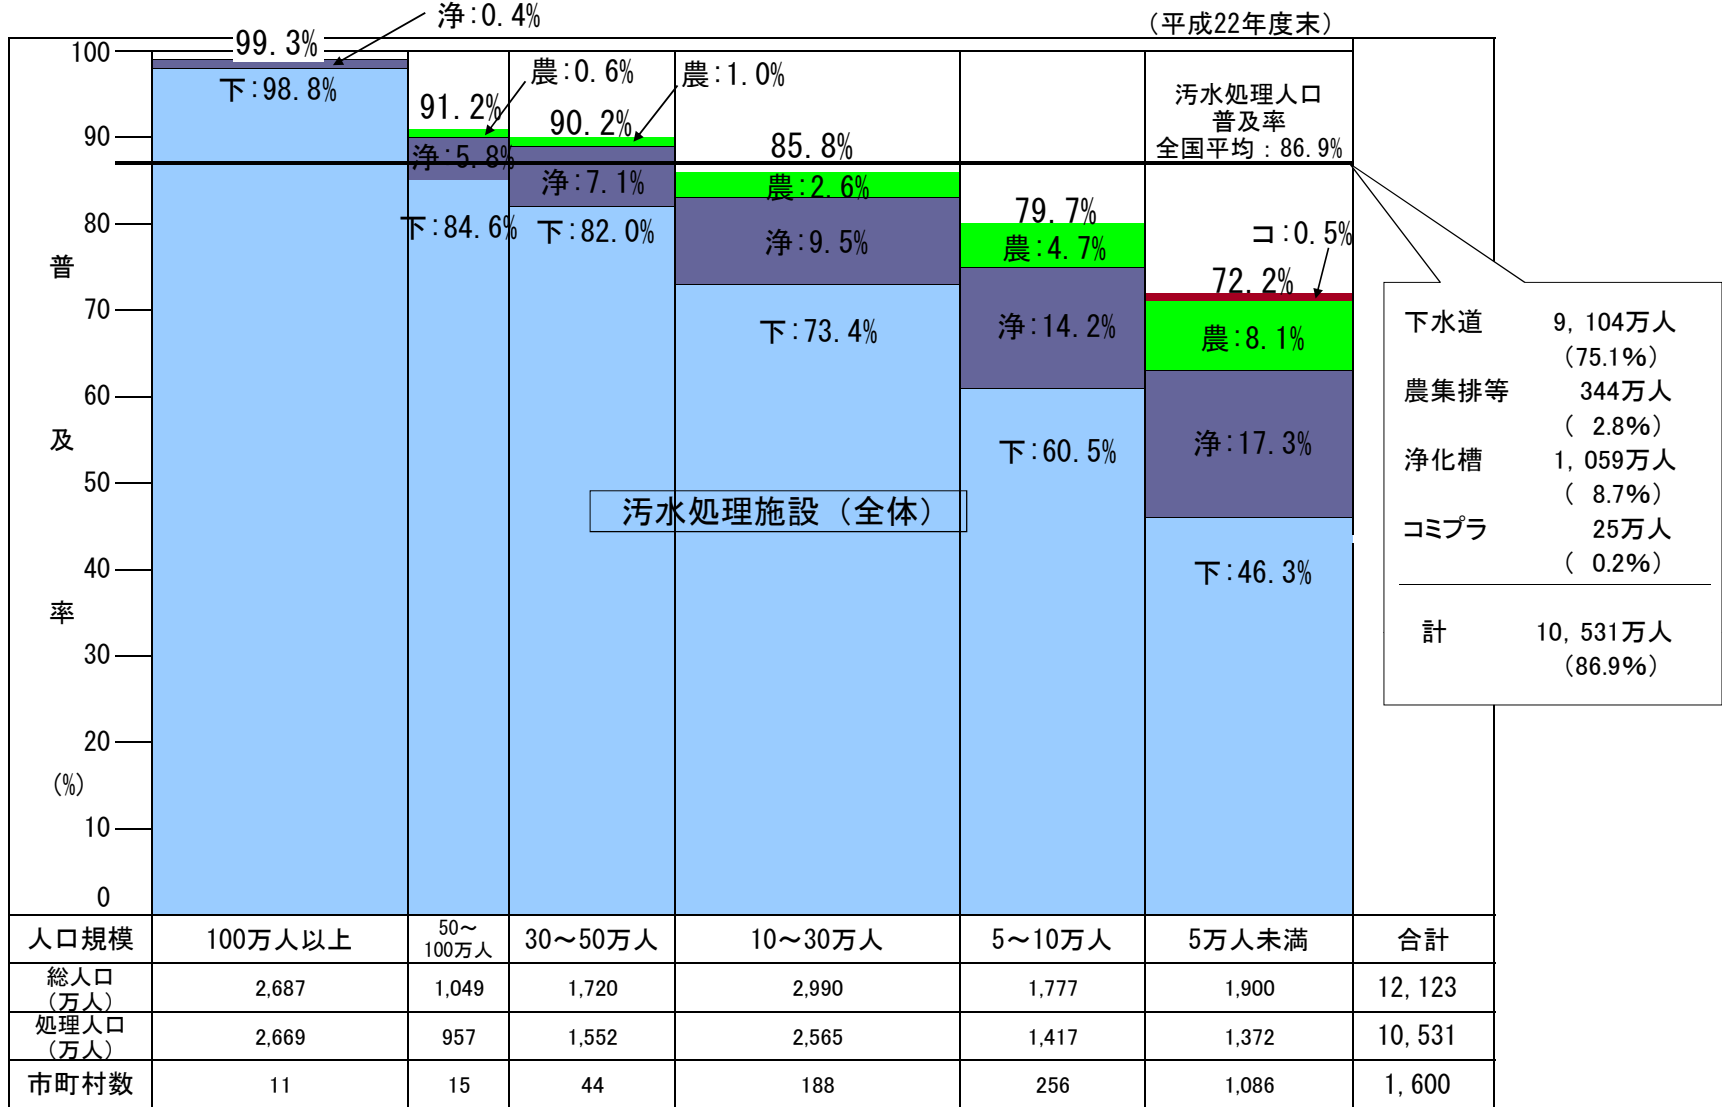 浄:0.4%
(平成22年度末)
99.3%
下:98.8%
91.2%
農:0.6%
浄:5.8%
下:84.6%
90.2%
農:1.0%
浄:7.1%
下:82.0%
85.8%
農:2.6%
浄:9.5%
下:73.4%
79.7%
農:4.7%
浄:14.2%
下:60.5%
汚水処理人口
普及率
全国平均:86.9%
コ:0.5%
72.2%
農:8.1%
浄:17.3%
下:46.3%
汚水処理施設(全体)
100
90
80
70
60
50
40
30
20
10
0
普及率(%)
下水道 9,104万人
(75.1%)
農集排等 344万人
( 2.8%)
浄化槽 1,059万人
( 8.7%)
コミプラ 25万人
( 0.2%)
計 10,531万人
(86.9%)
人口規模 100万人以上 50~100万人 30~50万人 10~30万人 5~10万人 5万人未満 合計
総人口(万人) 2,687 1,049 1,720 2,990 1,777 1,900 12,123
処理人口(万人) 2,669 957 1,552 2,565 1,417 1,372 10,531
市町村数 11 15 44 188 256 1,086 1,600